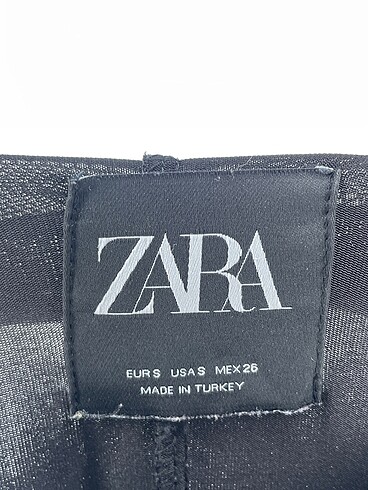 ZARA
EUR S USA S MEX 26
MADE IN TURKEY